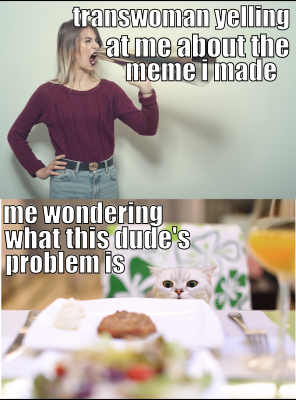 transwoman yelling
at me about the
meme i made
me wondering
what this dude's
problem is